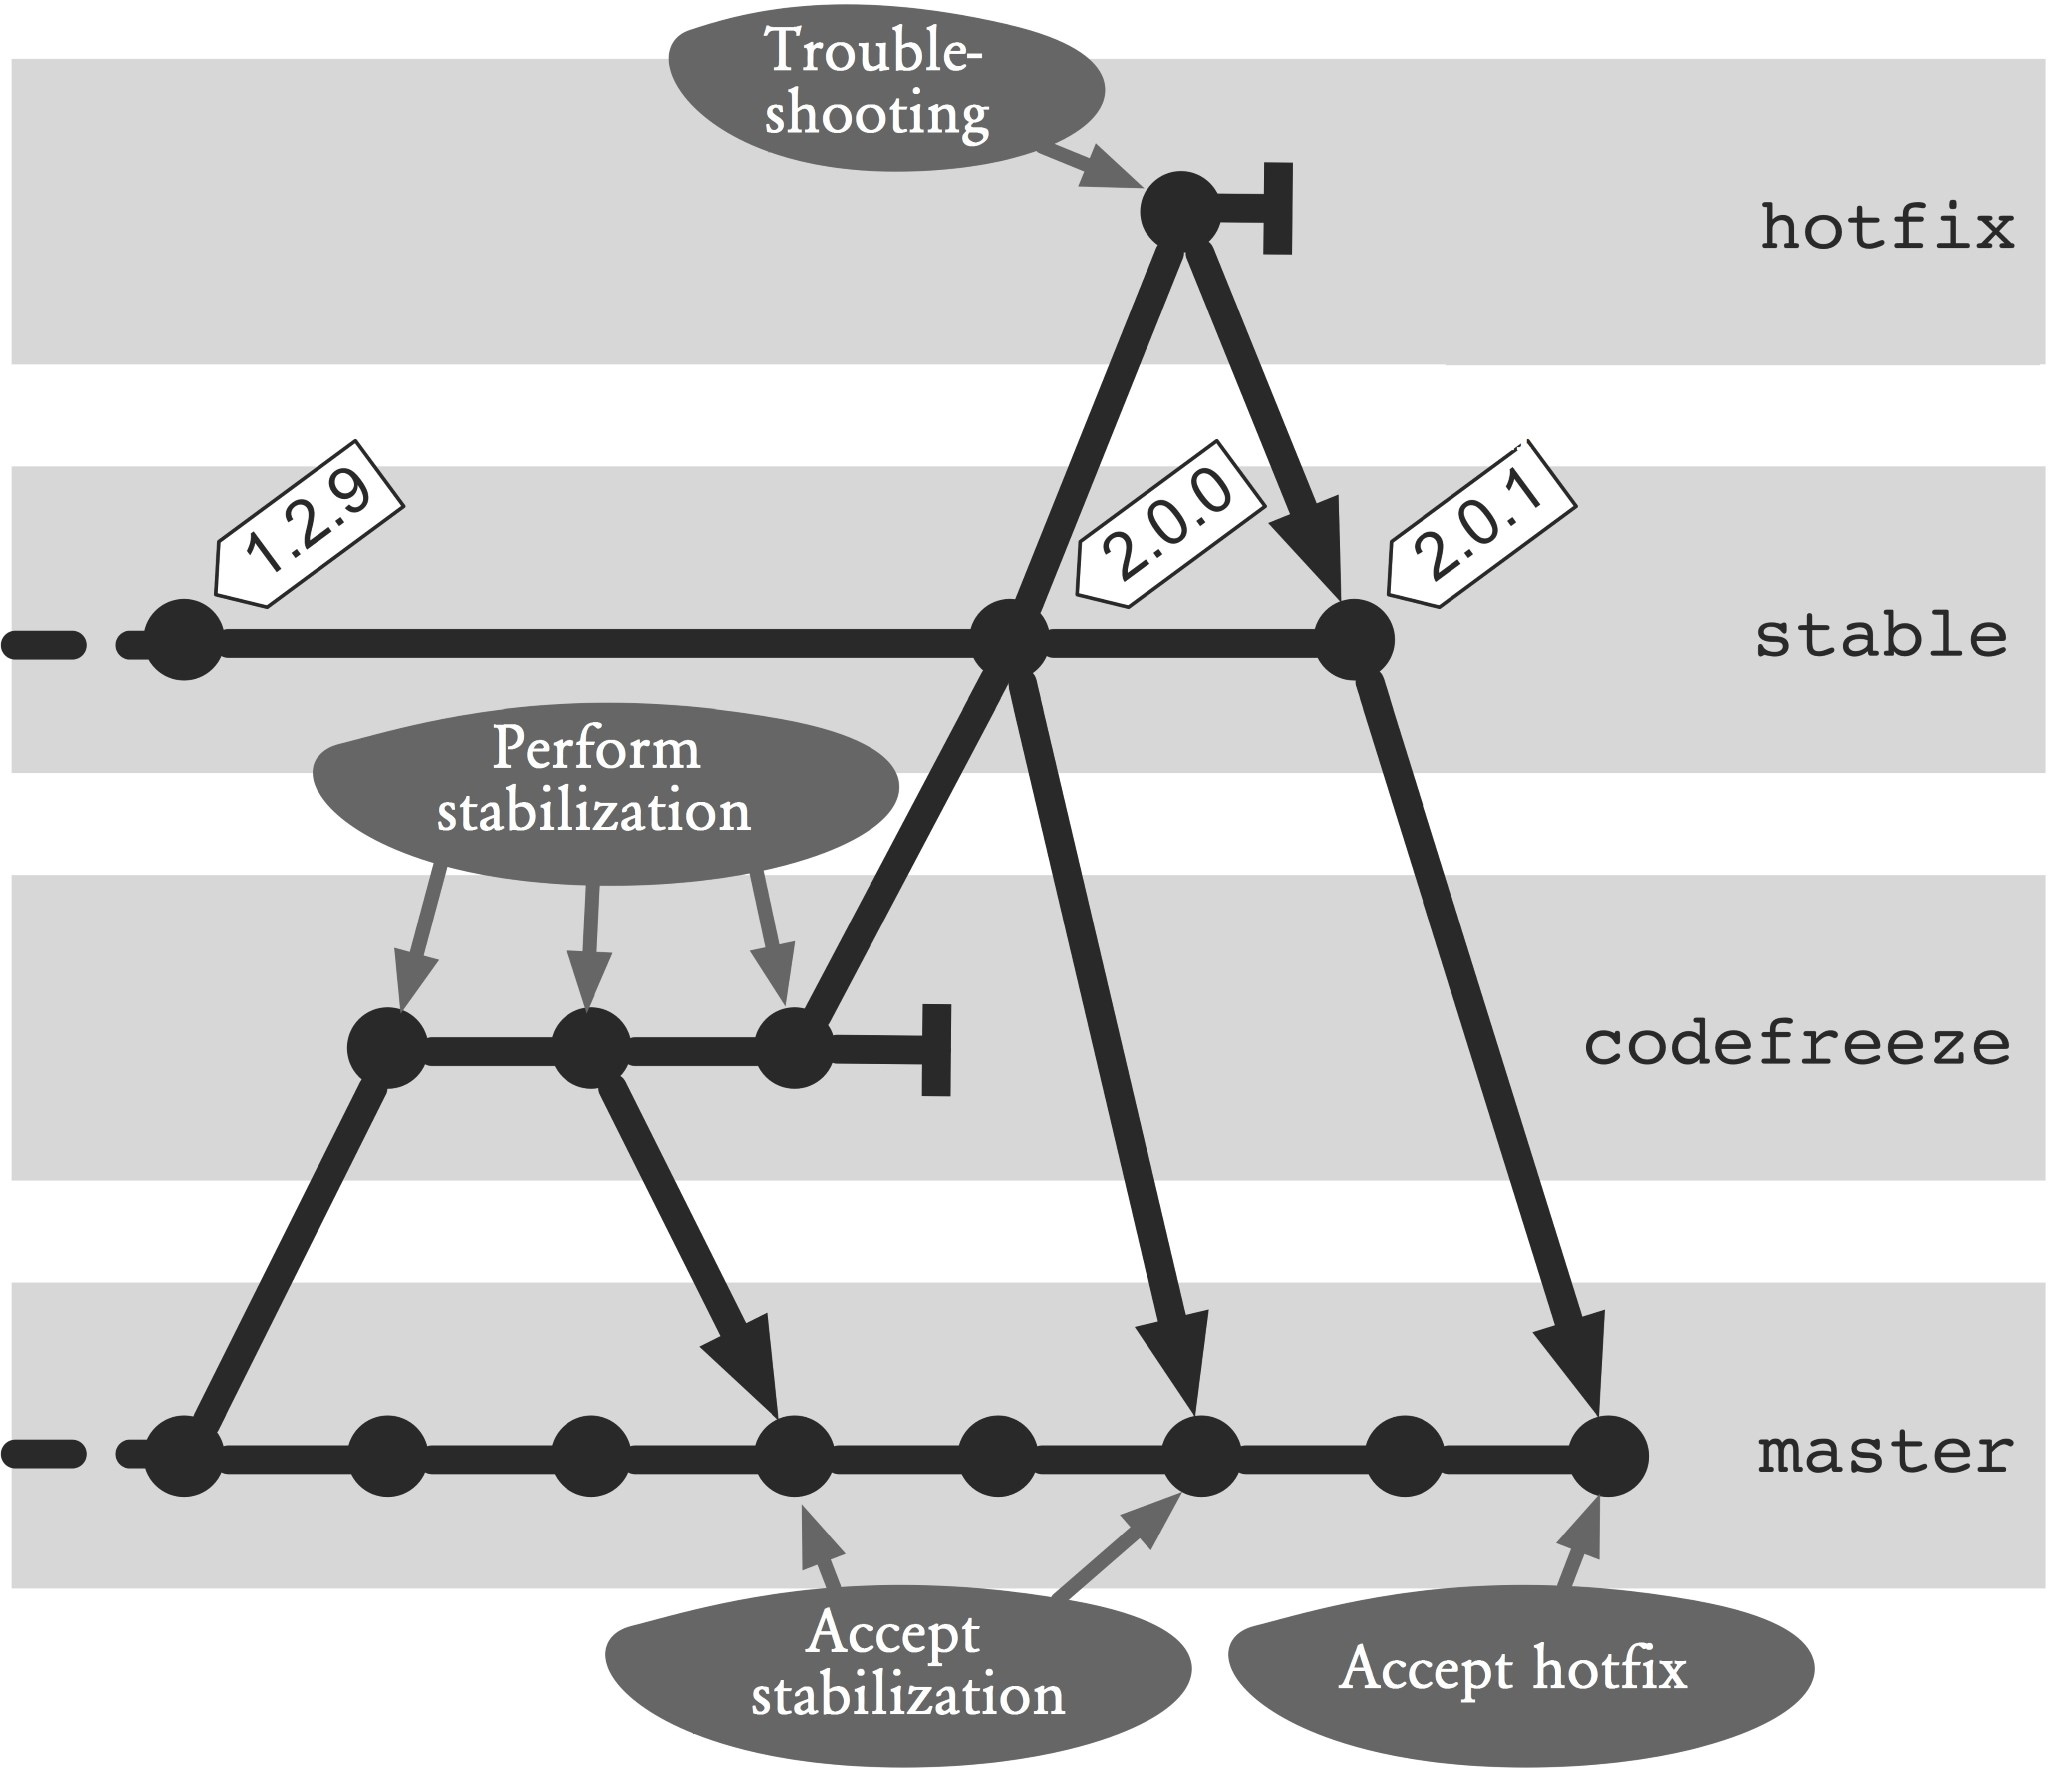 Trouble-
shooting
hotfix
1.2.9
2.0.0
2.0.1
stable
Perform
stabilization
codefreeze
master
Accept
stabilization
Accept hotfix